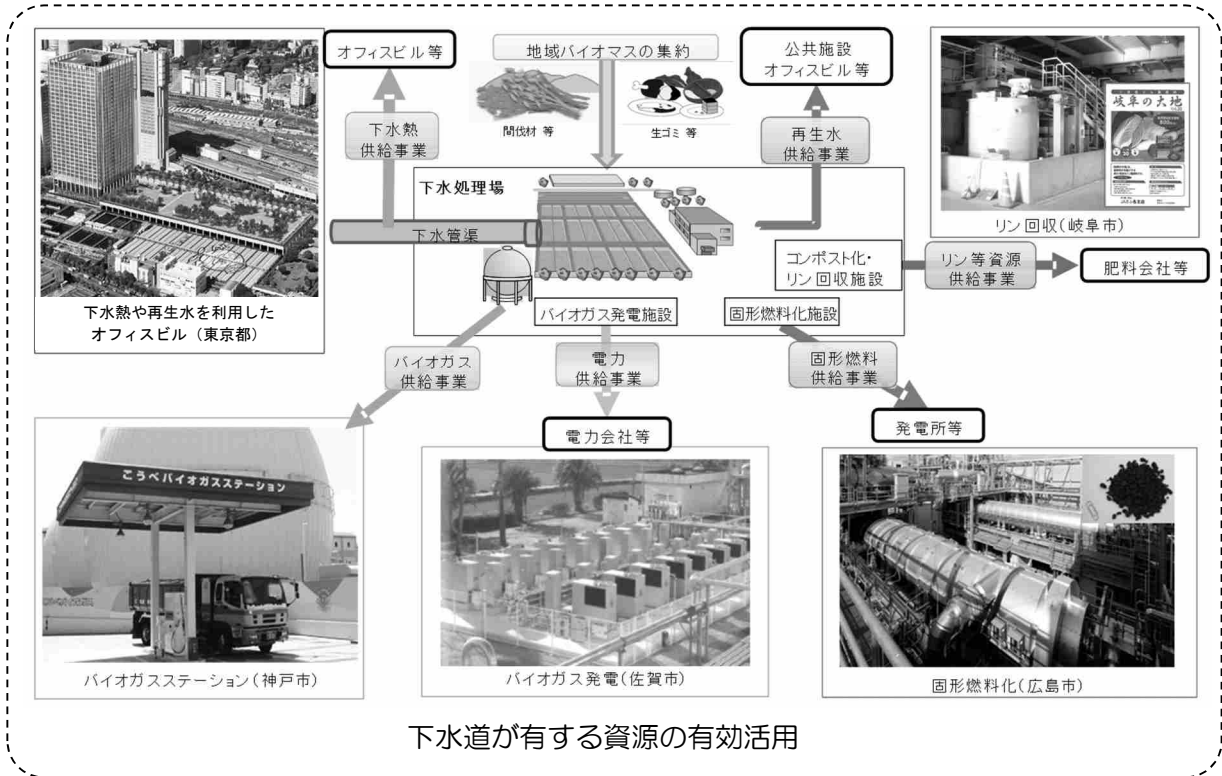 オフィスビル等
地域バイオマスの集約
公共施設
オフィスビル等
間伐材 等
生ゴミ 等
下水熱
供給事業
再生水
供給事業
岐阜の大地
リン回収(岐阜市)
下水処理場
下水管渠
コンポスト化・
リン回収施設
リン等資源
供給事業
肥料会社等
下水熱や再生水を利用した
オフィスビル（東京都）
バイオガス発電施設
固形燃料化施設
バイオガス
供給事業
電力
供給事業
固形燃料
供給事業
電力会社等
発電所等
こうべバイオガスステーション
バイオガスステーション(神戸市)
バイオガス発電(佐賀市)
固形燃料化(広島市)
下水道が有する資源の有効活用